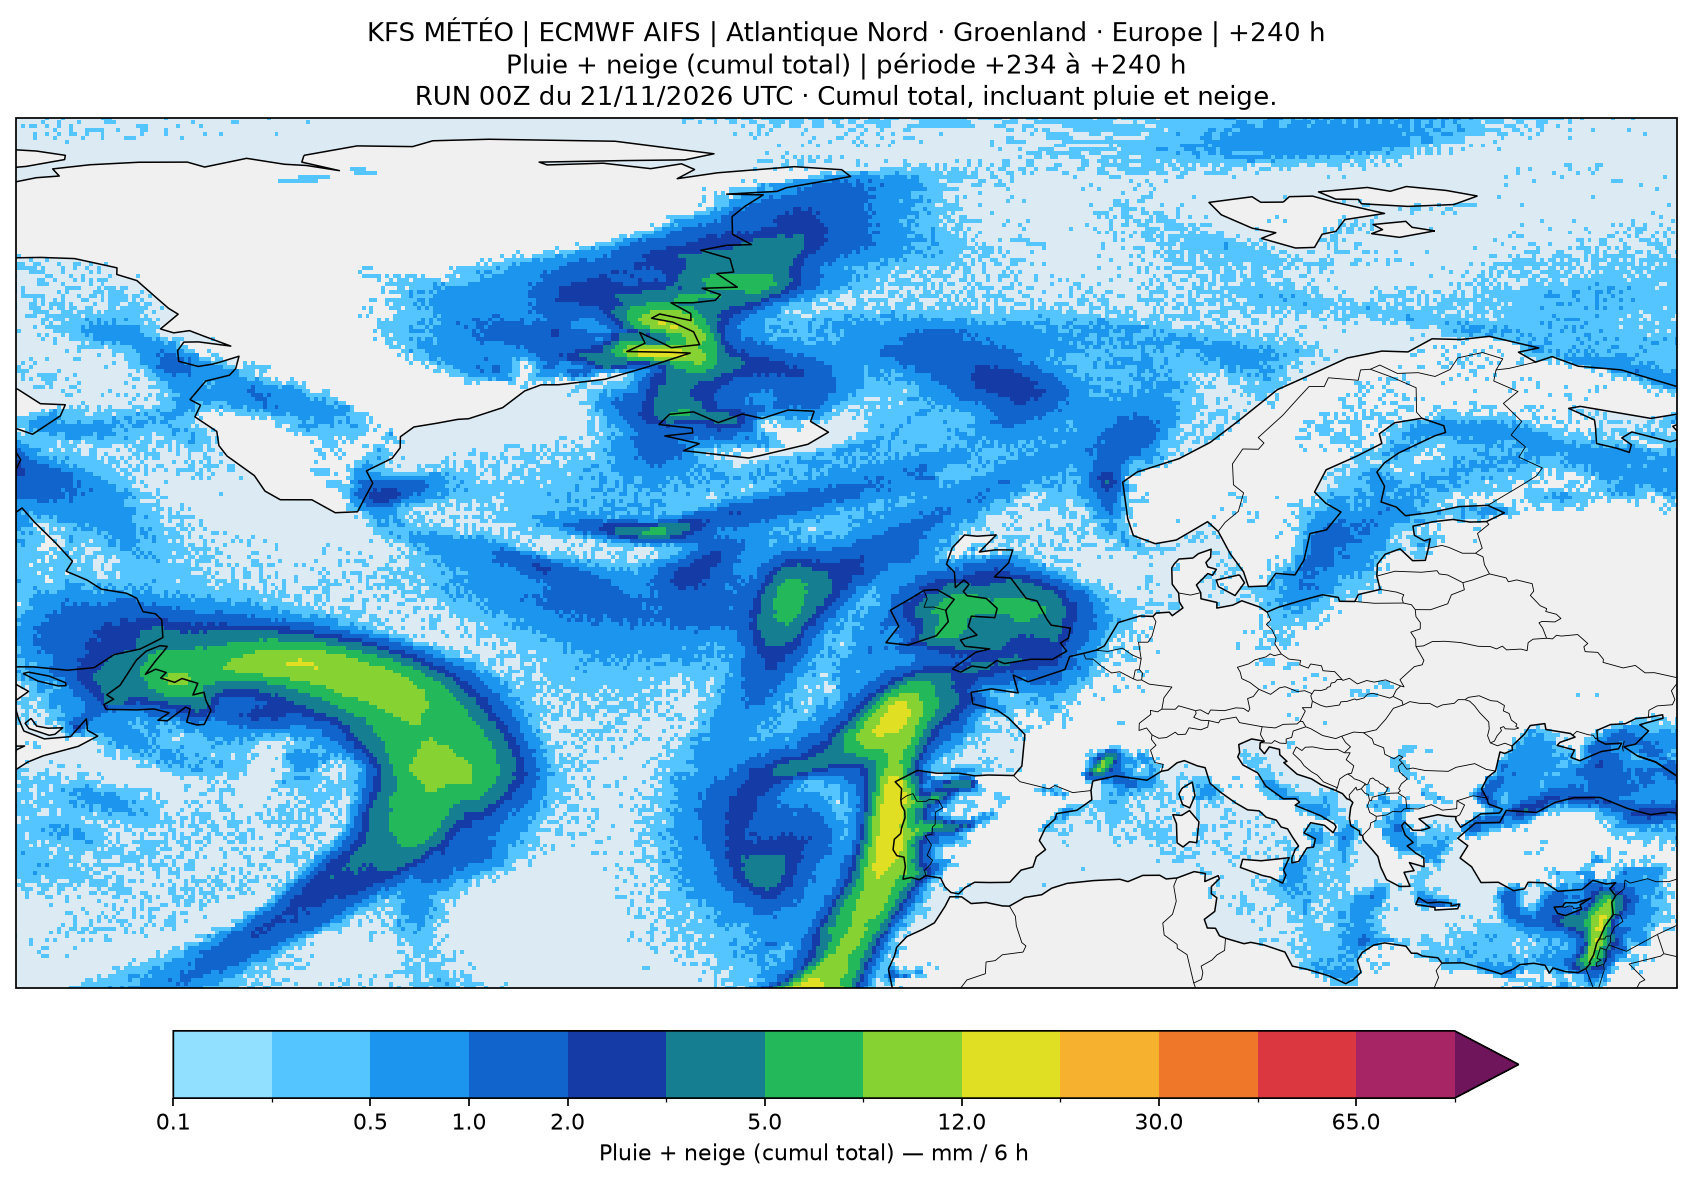 KFS MÉTÉO | ECMWF AIFS | Atlantique Nord · Groenland · Europe | +240 h
Pluie + neige (cumul total) | période +234 à +240 h
RUN 00Z du 21/11/2026 UTC · Cumul total, incluant pluie et neige.
0.1 0.5 1.0 2.0 5.0 12.0 30.0 65.0
Pluie + neige (cumul total) — mm / 6 h